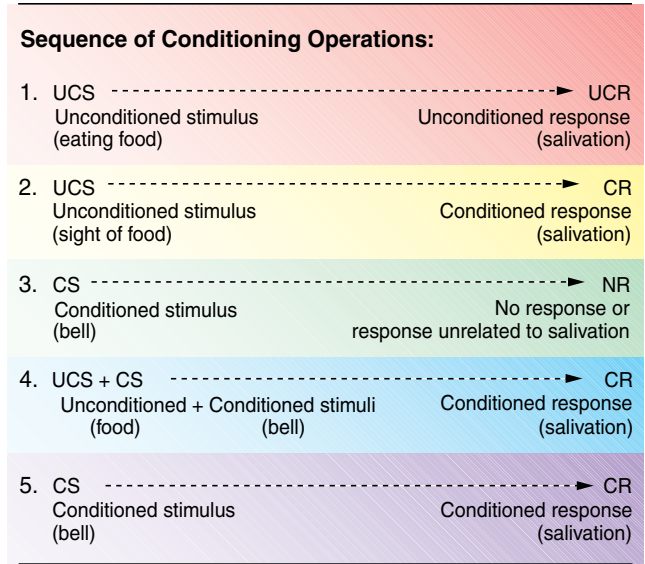 Sequence of Conditioning Operations:
1. UCS UCR
Unconditioned stimulus Unconditioned response
(eating food) (salivation)
2. UCS CR
Unconditioned stimulus Conditioned response
(sight of food) (salivation)
3. CS NR
Conditioned stimulus No response or
(bell) response unrelated to salivation
4. UCS + CS CR
Unconditioned + Conditioned stimuli Conditioned response
(food) (bell) (salivation)
5. CS CR
Conditioned stimulus Conditioned response
(bell) (salivation)